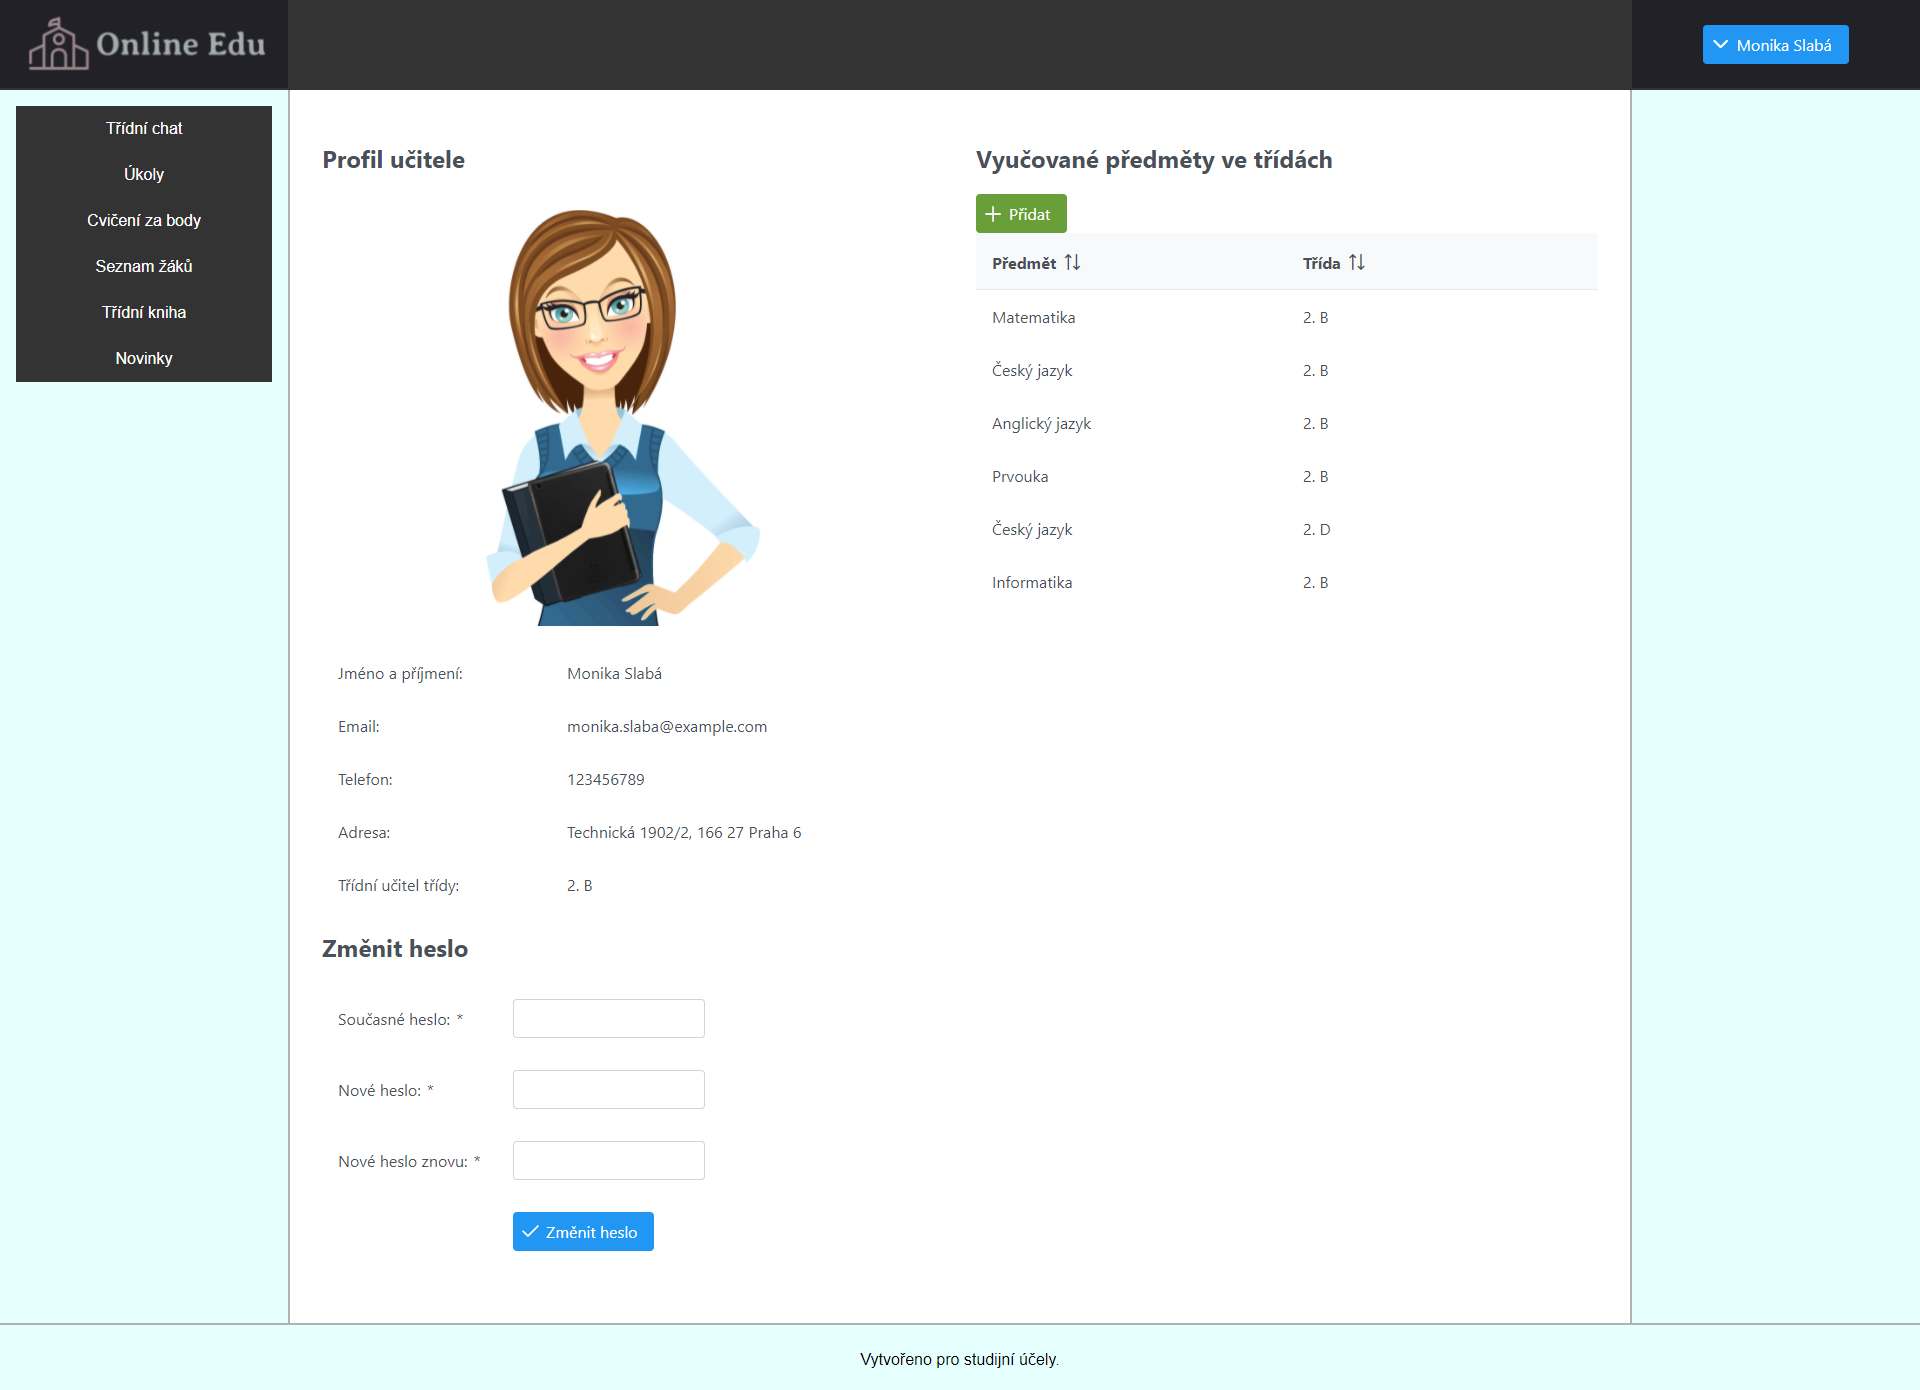 Online Edu
Monika Slabá
Třídní chat
Úkoly
Cvičení za body
Seznam žáků
Třídní kniha
Novinky
Profil učitele
Jméno a příjmení: Monika Slabá
Email: monika.slaba@example.com
Telefon: 123456789
Adresa: Technická 1902/2, 166 27 Praha 6
Třídní učitel třídy: 2. B
Změnit heslo
Současné heslo: *
Nové heslo: *
Nové heslo znovu: *
Změnit heslo
Vyučované předměty ve třídách
Přidat
Předmět Třída
Matematika 2. B
Český jazyk 2. B
Anglický jazyk 2. B
Prvouka 2. B
Český jazyk 2. D
Informatika 2. B
Vytvořeno pro studijní účely.